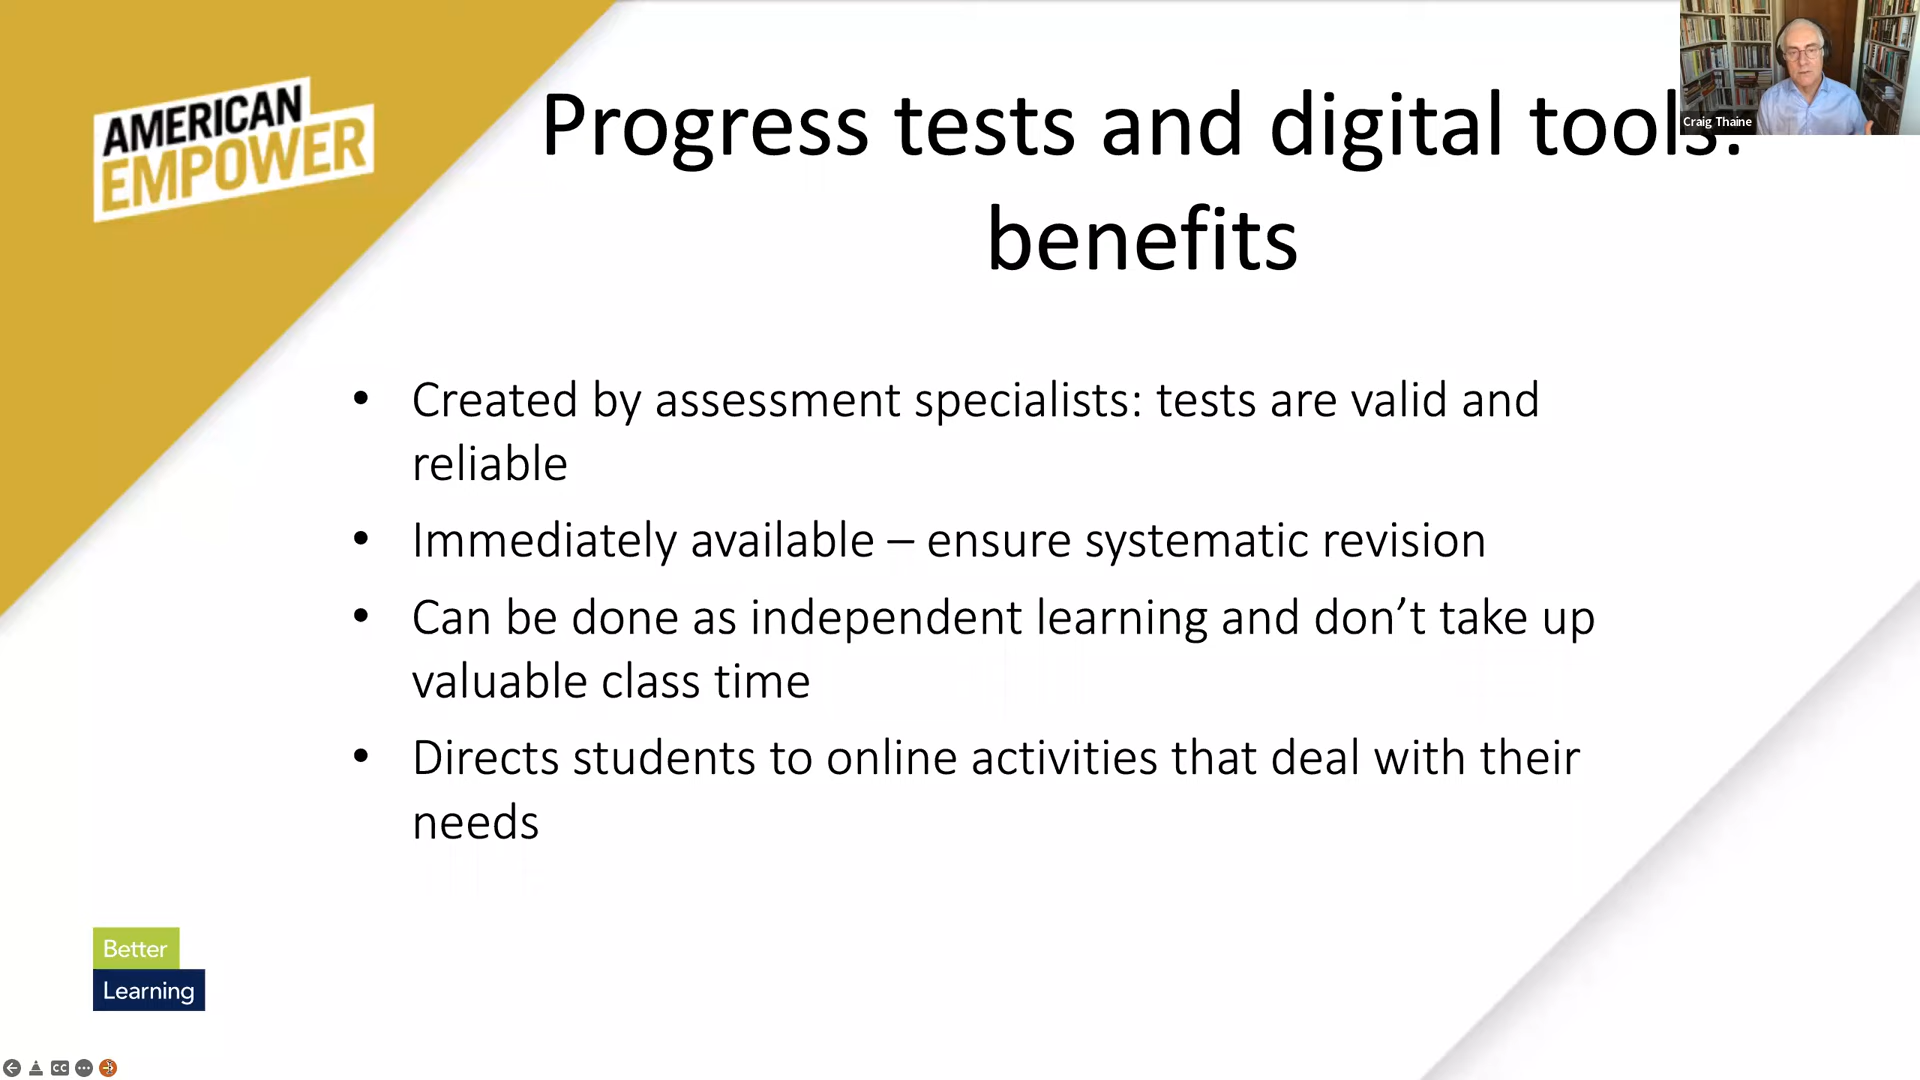 AMERICAN
EMPOWER
Progress tests and digital tools:
benefits
Craig Thaine
• Created by assessment specialists: tests are valid and
reliable
• Immediately available – ensure systematic revision
• Can be done as independent learning and don’t take up
valuable class time
• Directs students to online activities that deal with their
needs
Better
Learning
CC